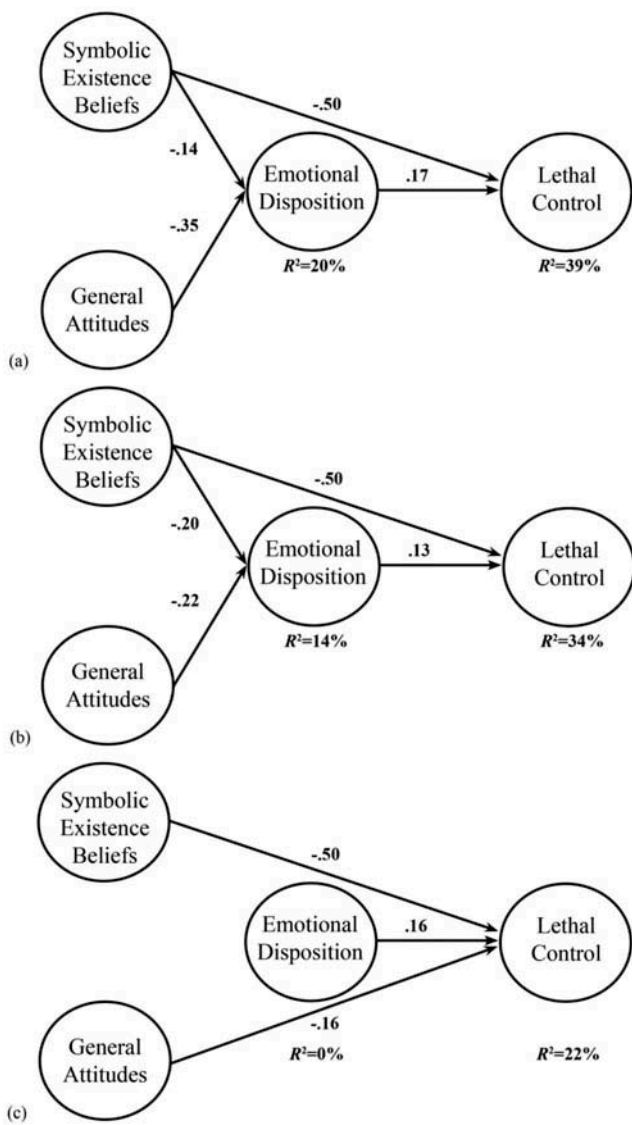 Symbolic
Existence
Beliefs
-.50
-.14
Emotional
Disposition
.17
Lethal
Control
-.35
R²=20%
R²=39%
General
Attitudes
(a)
Symbolic
Existence
Beliefs
-.50
-.20
Emotional
Disposition
.13
Lethal
Control
-.22
R²=14%
R²=34%
General
Attitudes
(b)
Symbolic
Existence
Beliefs
-.50
Emotional
Disposition
.16
Lethal
Control
-.16
R²=0%
R²=22%
General
Attitudes
(c)